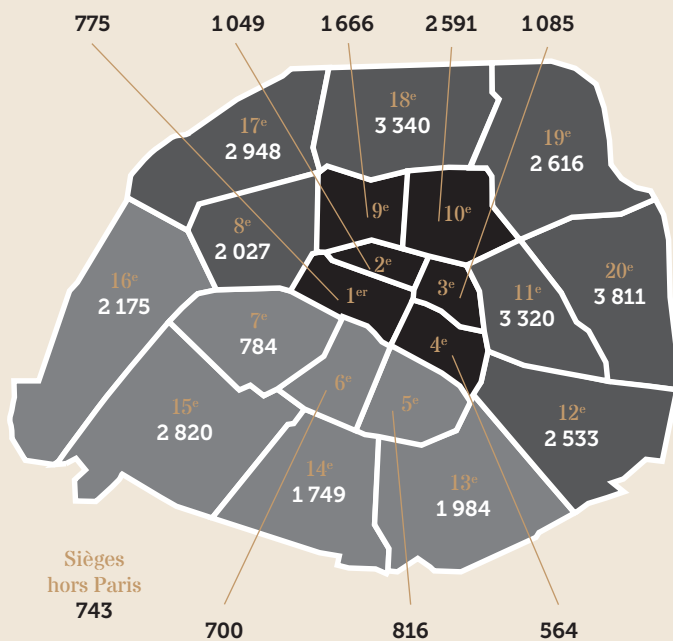 775 1 049 1 666 2 591 1 085
18e
3 340
17e
2 948
19e
2 616
9e
10e
8e
2 027
2e
16e
2 175
1er
3e
11e
3 320
20e
3 811
7e
784
4e
6e
5e
15e
2 820
12e
2 533
14e
1 749
13e
1 984
Sièges
hors Paris
743
700 816 564